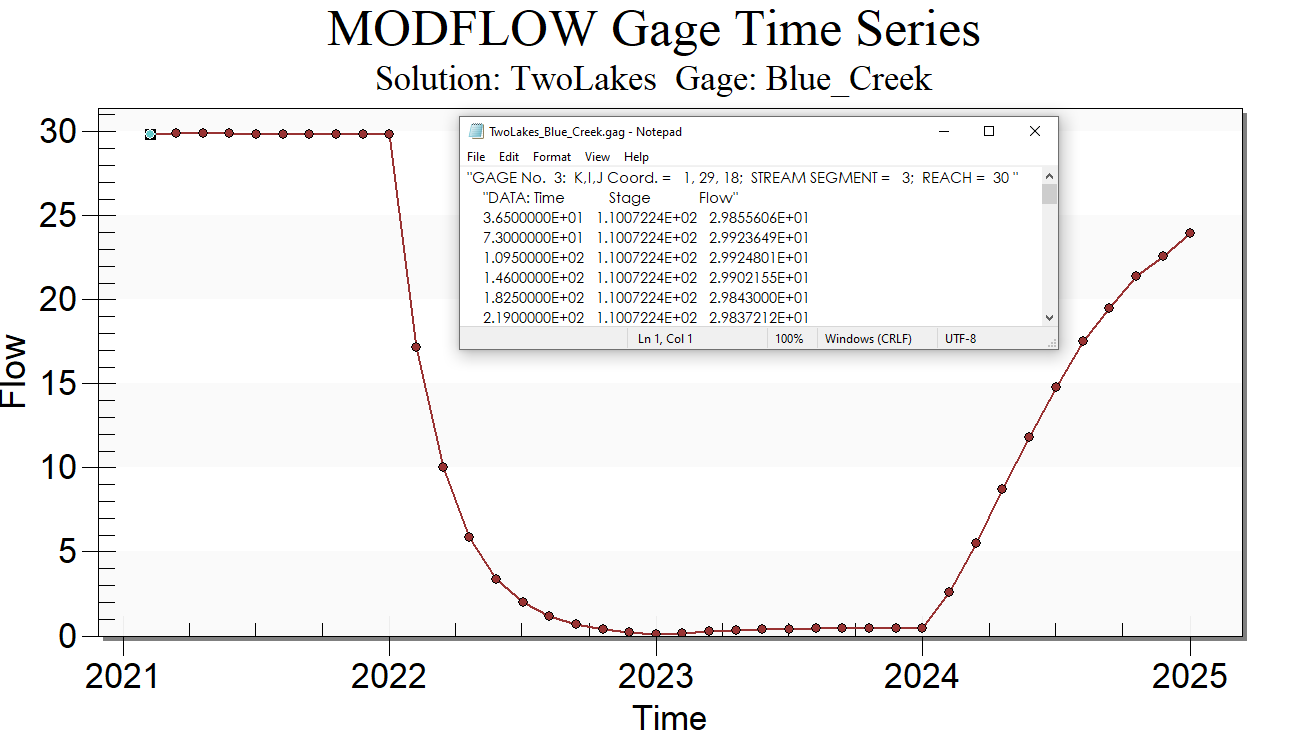 MODFLOW Gage Time Series
Solution: TwoLakes  Gage: Blue_Creek
TwoLakes_Blue_Creek.gag - Notepad
File Edit Format View Help
"GAGE No.  3:  K,I,J Coord. =   1, 29, 18;  STREAM SEGMENT =   3;  REACH =  30 "
"DATA: Time Stage Flow"
3.6500000E+01 1.1007224E+02 2.9855606E+01
7.3000000E+01 1.1007224E+02 2.9923649E+01
1.0950000E+02 1.1007224E+02 2.9924801E+01
1.4600000E+02 1.1007224E+02 2.9902155E+01
1.8250000E+02 1.1007224E+02 2.9843000E+01
2.1900000E+02 1.1007224E+02 2.9837212E+01
Ln 1, Col 1 100% Windows (CRLF) UTF-8
30
25
20
15
10
5
0
Flow
2021 2022 2023 2024 2025
Time